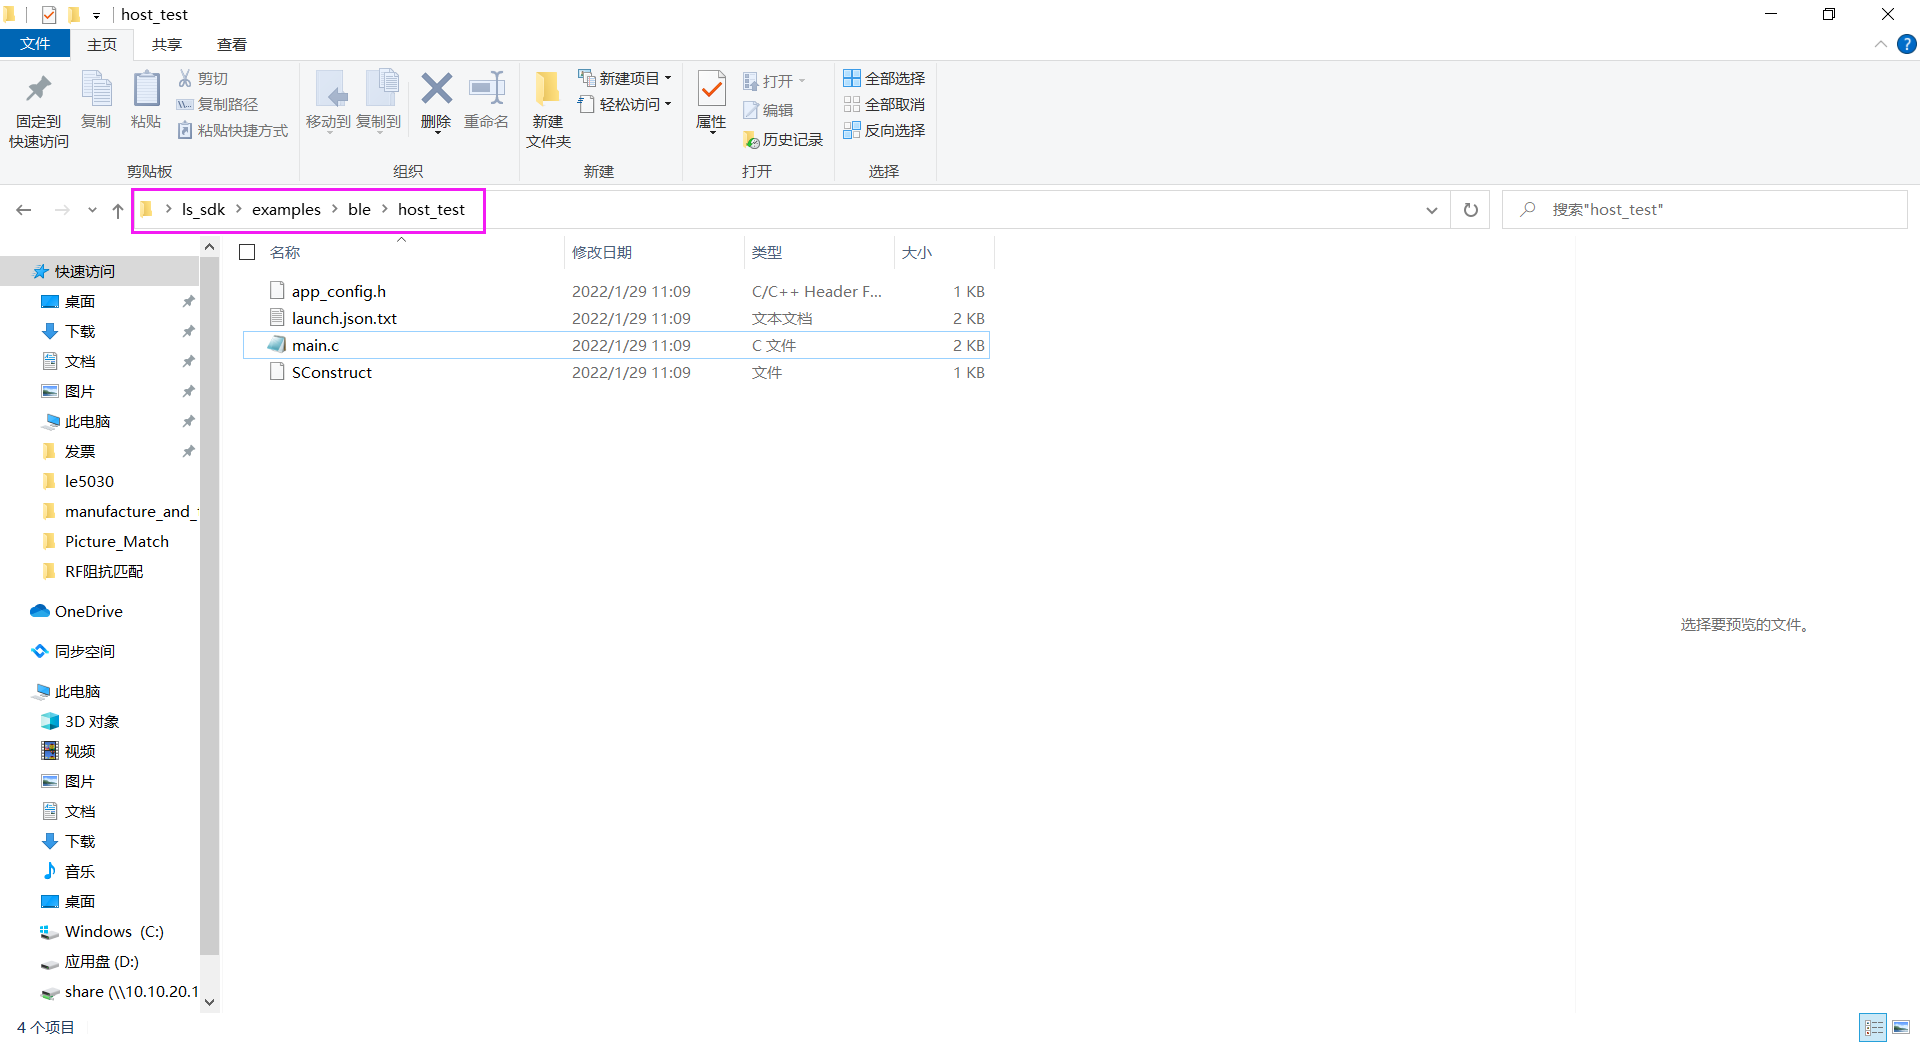 host_test
文件 主页 共享 查看
固定到
快速访问
复制
粘贴
剪切
复制路径
粘贴快捷方式
剪贴板
移动到 复制到 删除 重命名
组织
新建
文件夹
新建项目
轻松访问
新建
属性
打开
编辑
历史记录
打开
全部选择
全部取消
反向选择
选择
ls_sdk examples ble host_test
搜索"host_test"
名称 修改日期 类型 大小
app_config.h 2022/1/29 11:09 C/C++ Header F... 1 KB
launch.json.txt 2022/1/29 11:09 文本文档 2 KB
main.c 2022/1/29 11:09 C 文件 2 KB
SConstruct 2022/1/29 11:09 文件 1 KB
快速访问
桌面
下载
文档
图片
此电脑
发票
le5030
manufacture_and_
Picture_Match
RF阻抗匹配
OneDrive
同步空间
此电脑
3D 对象
视频
图片
文档
下载
音乐
桌面
Windows (C:)
应用盘 (D:)
share (\\10.10.20.1
选择要预览的文件。
4 个项目